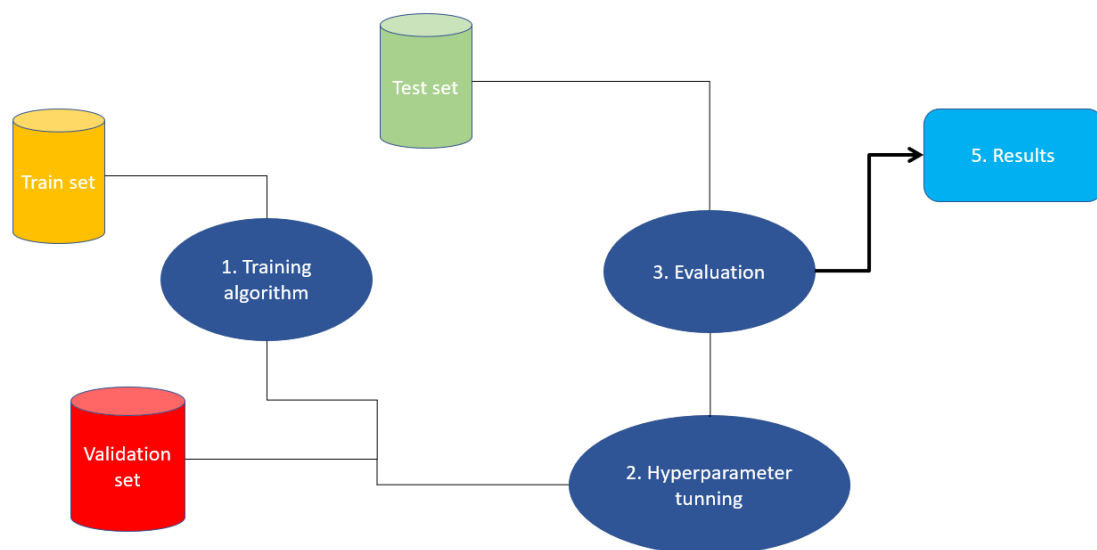 Test set
Train set
5. Results
1. Training
algorithm
3. Evaluation
Validation
set
2. Hyperparameter
tunning